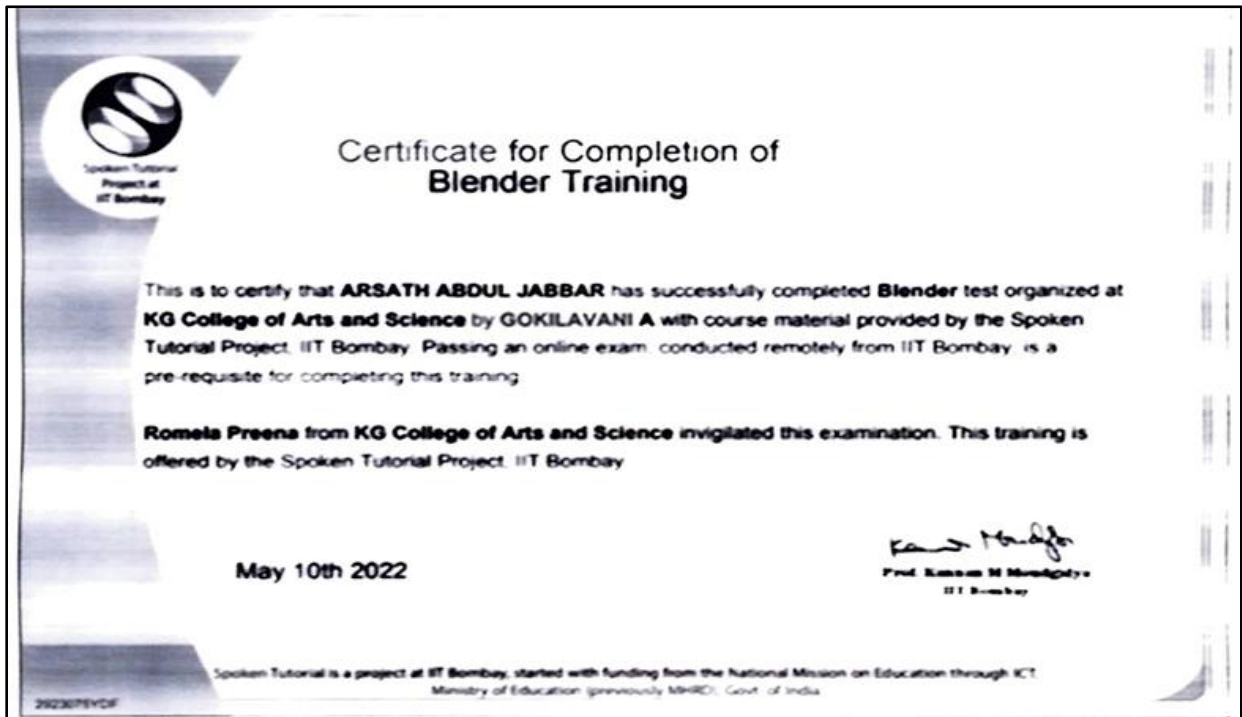 Spoken Tutorial
Project at
IIT Bombay
Certificate for Completion of
Blender Training
This is to certify that ARSATH ABDUL JABBAR has successfully completed Blender test organized at
KG College of Arts and Science by GOKILAVANI A with course material provided by the Spoken
Tutorial Project, IIT Bombay. Passing an online exam, conducted remotely from IIT Bombay, is a
pre-requisite for completing this training.
Romela Preena from KG College of Arts and Science invigilated this examination. This training is
offered by the Spoken Tutorial Project, IIT Bombay
May 10th 2022
Prof. Kannan M Moudgalya
IIT Bombay
Spoken Tutorial is a project at IIT Bombay, started with funding from the National Mission on Education through ICT,
Ministry of Education (previously MHRD), Govt. of India